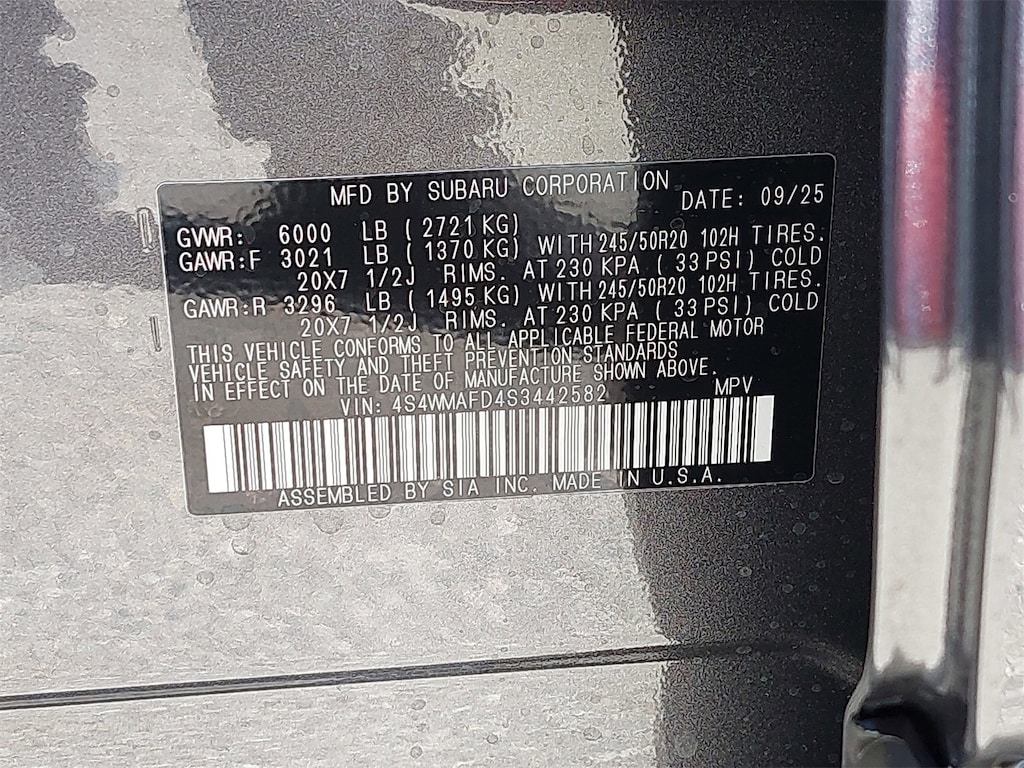 MFD BY SUBARU CORPORATION DATE: 09/25
GVWR: 6000 LB (2721 KG)
GAWR:F 3021 LB (1370 KG) WITH 245/50R20 102H TIRES.
20X7 1/2J RIMS. AT 230 KPA (33 PSI) COLD
GAWR:R 3296 LB (1495 KG) WITH 245/50R20 102H TIRES.
20X7 1/2J RIMS. AT 230 KPA (33 PSI) COLD
THIS VEHICLE CONFORMS TO ALL APPLICABLE FEDERAL MOTOR
VEHICLE SAFETY AND THEFT PREVENTION STANDARDS
IN EFFECT ON THE DATE OF MANUFACTURE SHOWN ABOVE.
VIN: 4S4WMAFD4S3442582 MPV
ASSEMBLED BY SIA INC. MADE IN U.S.A.